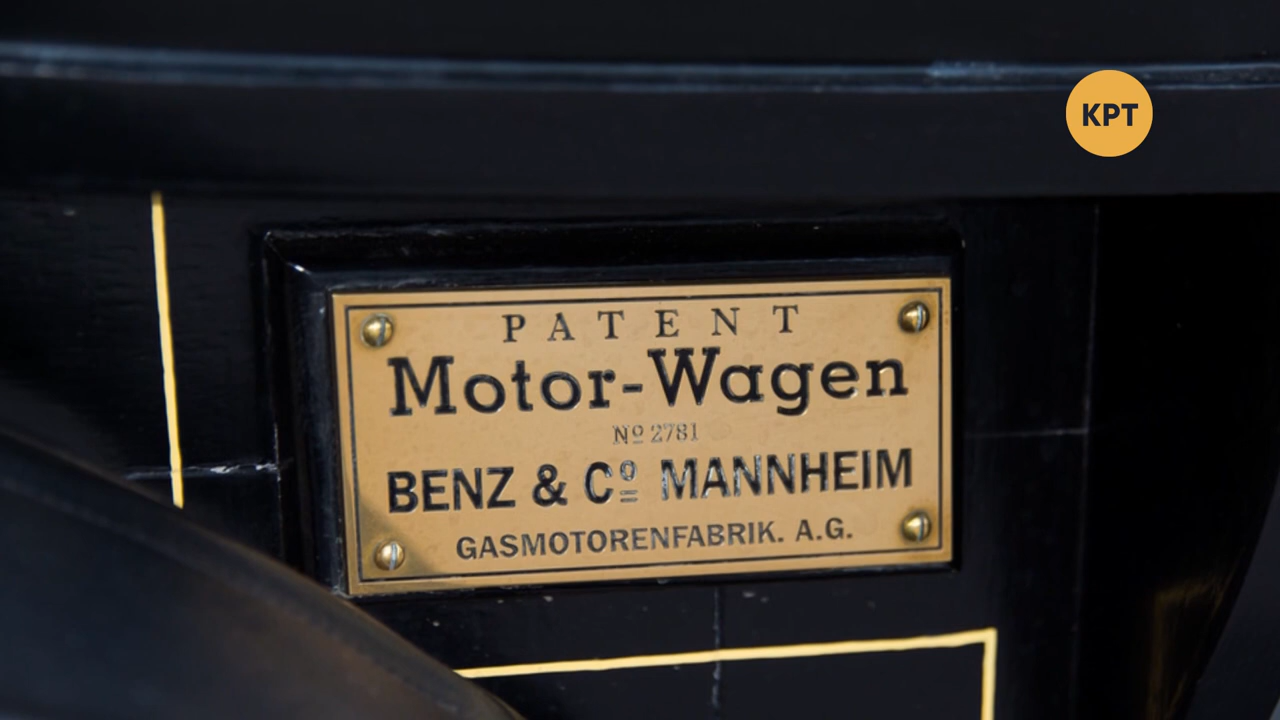 KPT
PATENT
Motor-Wagen
Nº 2781
BENZ & Cº MANNHEIM
GASMOTORENFABRIK. A.G.